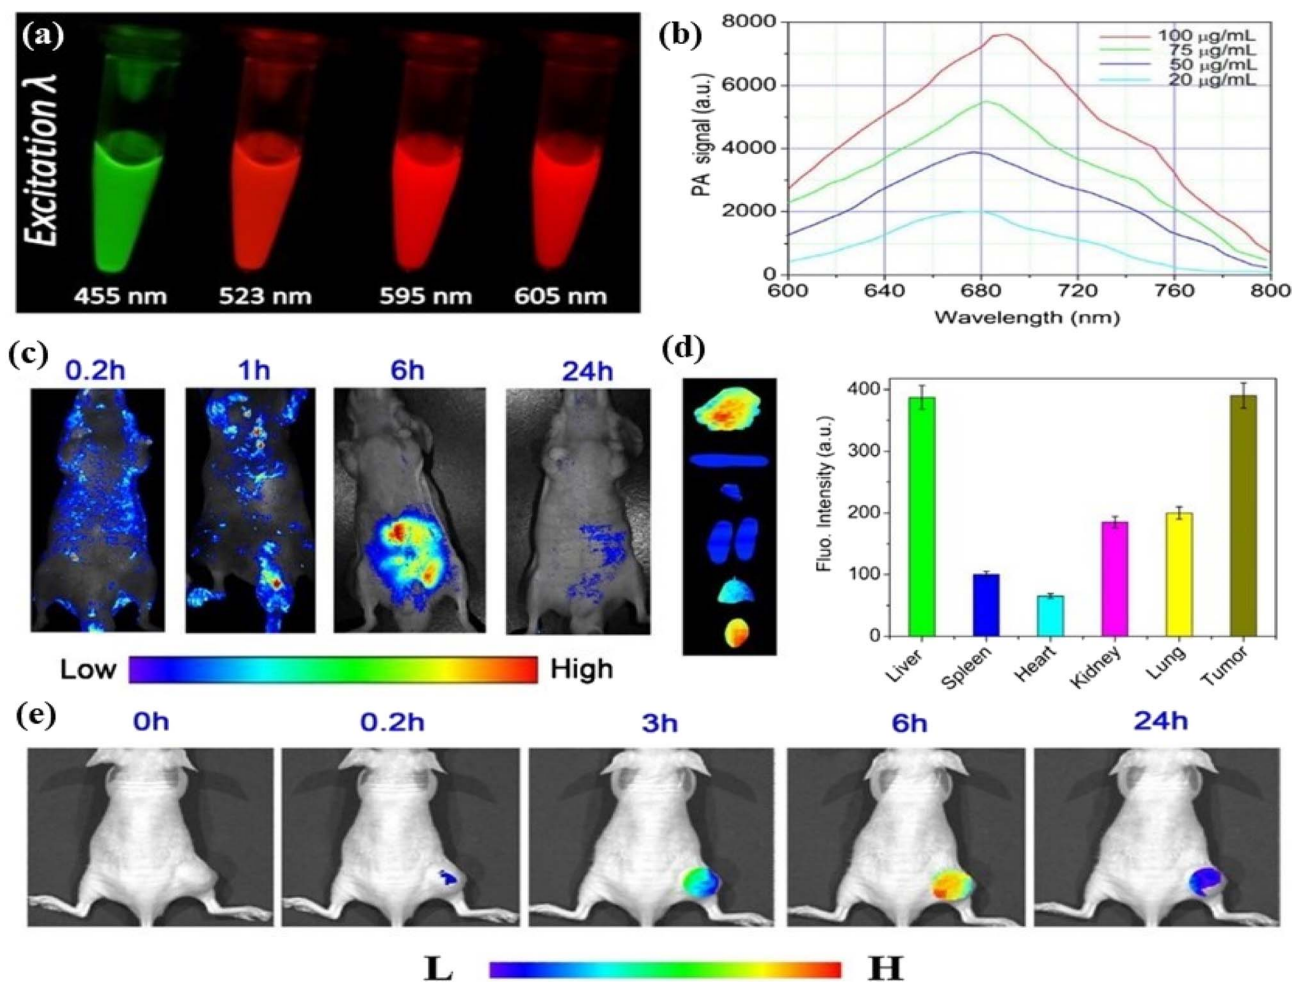 (a)
Excitation λ
455 nm 523 nm 595 nm 605 nm
(b)
8000
6000
4000
2000
0
PA signal (a.u.)
100 µg/mL
75 µg/mL
50 µg/mL
20 µg/mL
600 640 680 720 760 800
Wavelength (nm)
(c)
0.2h 1h 6h 24h
Low High
(d)
400
300
200
100
0
Fluo. Intensity (a.u.)
Liver Spleen Heart Kidney Lung Tumor
(e)
0h 0.2h 3h 6h 24h
L H